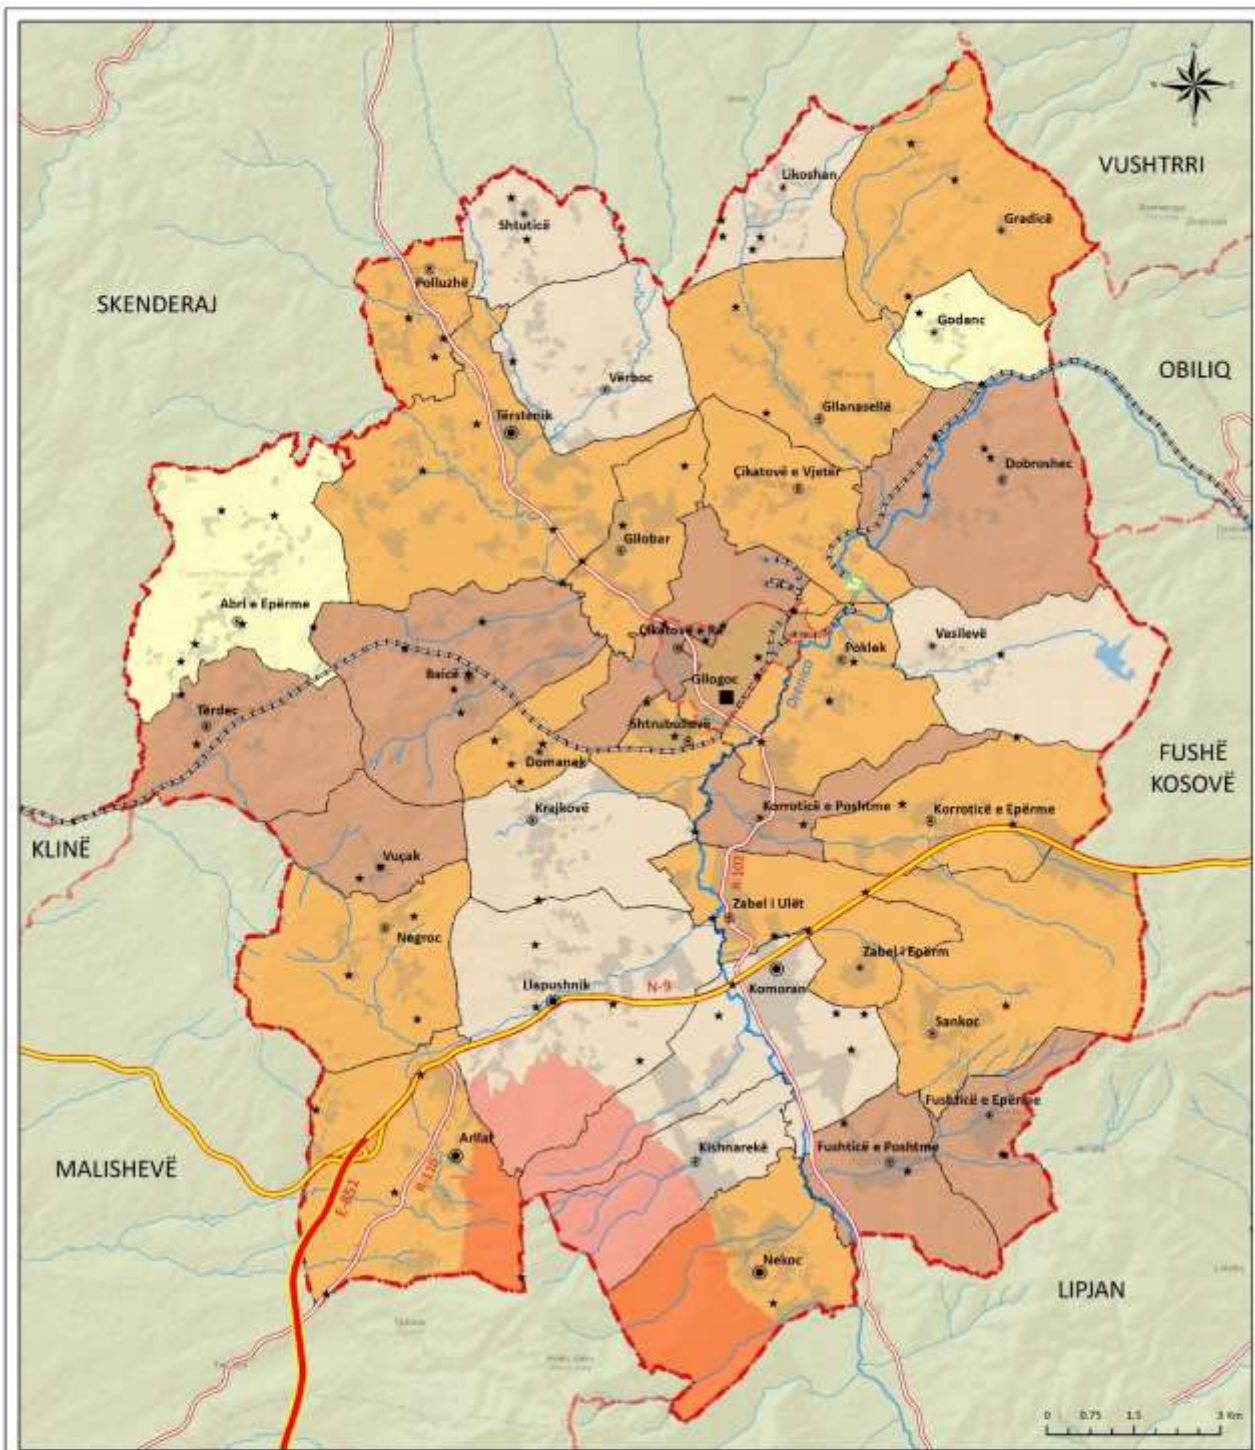 N
VUSHTRRI
Likoshan
Gradicë
Shtuticë
Polluzhë
SKENDERAJ
Godanc
OBILIQ
Vërboc
Gllanasellë
Tërstenik
Çikatovë e Vjetër
Dobroshec
Gllobar
Abri e Epërme
Çikatovë e Re
Vasilevë
Poklek
Baicë
Gllogoc
Drenica
Tërdec
Shtrubullovë
Domanek
FUSHË
KOSOVË
Krajkovë
Korroticë e Poshtme
Korroticë e Epërme
KLINË
Vuçak
R-102
Zabel i Ulët
Negroc
Zabel i Epërm
Llapushnik
N-9
Komoran
Sankoc
Fushticë e Epërme
Arllat
Kishnarekë
Fushticë e Poshtme
MALISHEVË
E-851
R-118
Nekoc
LIPJAN
0 0.75 1.5 3 Km